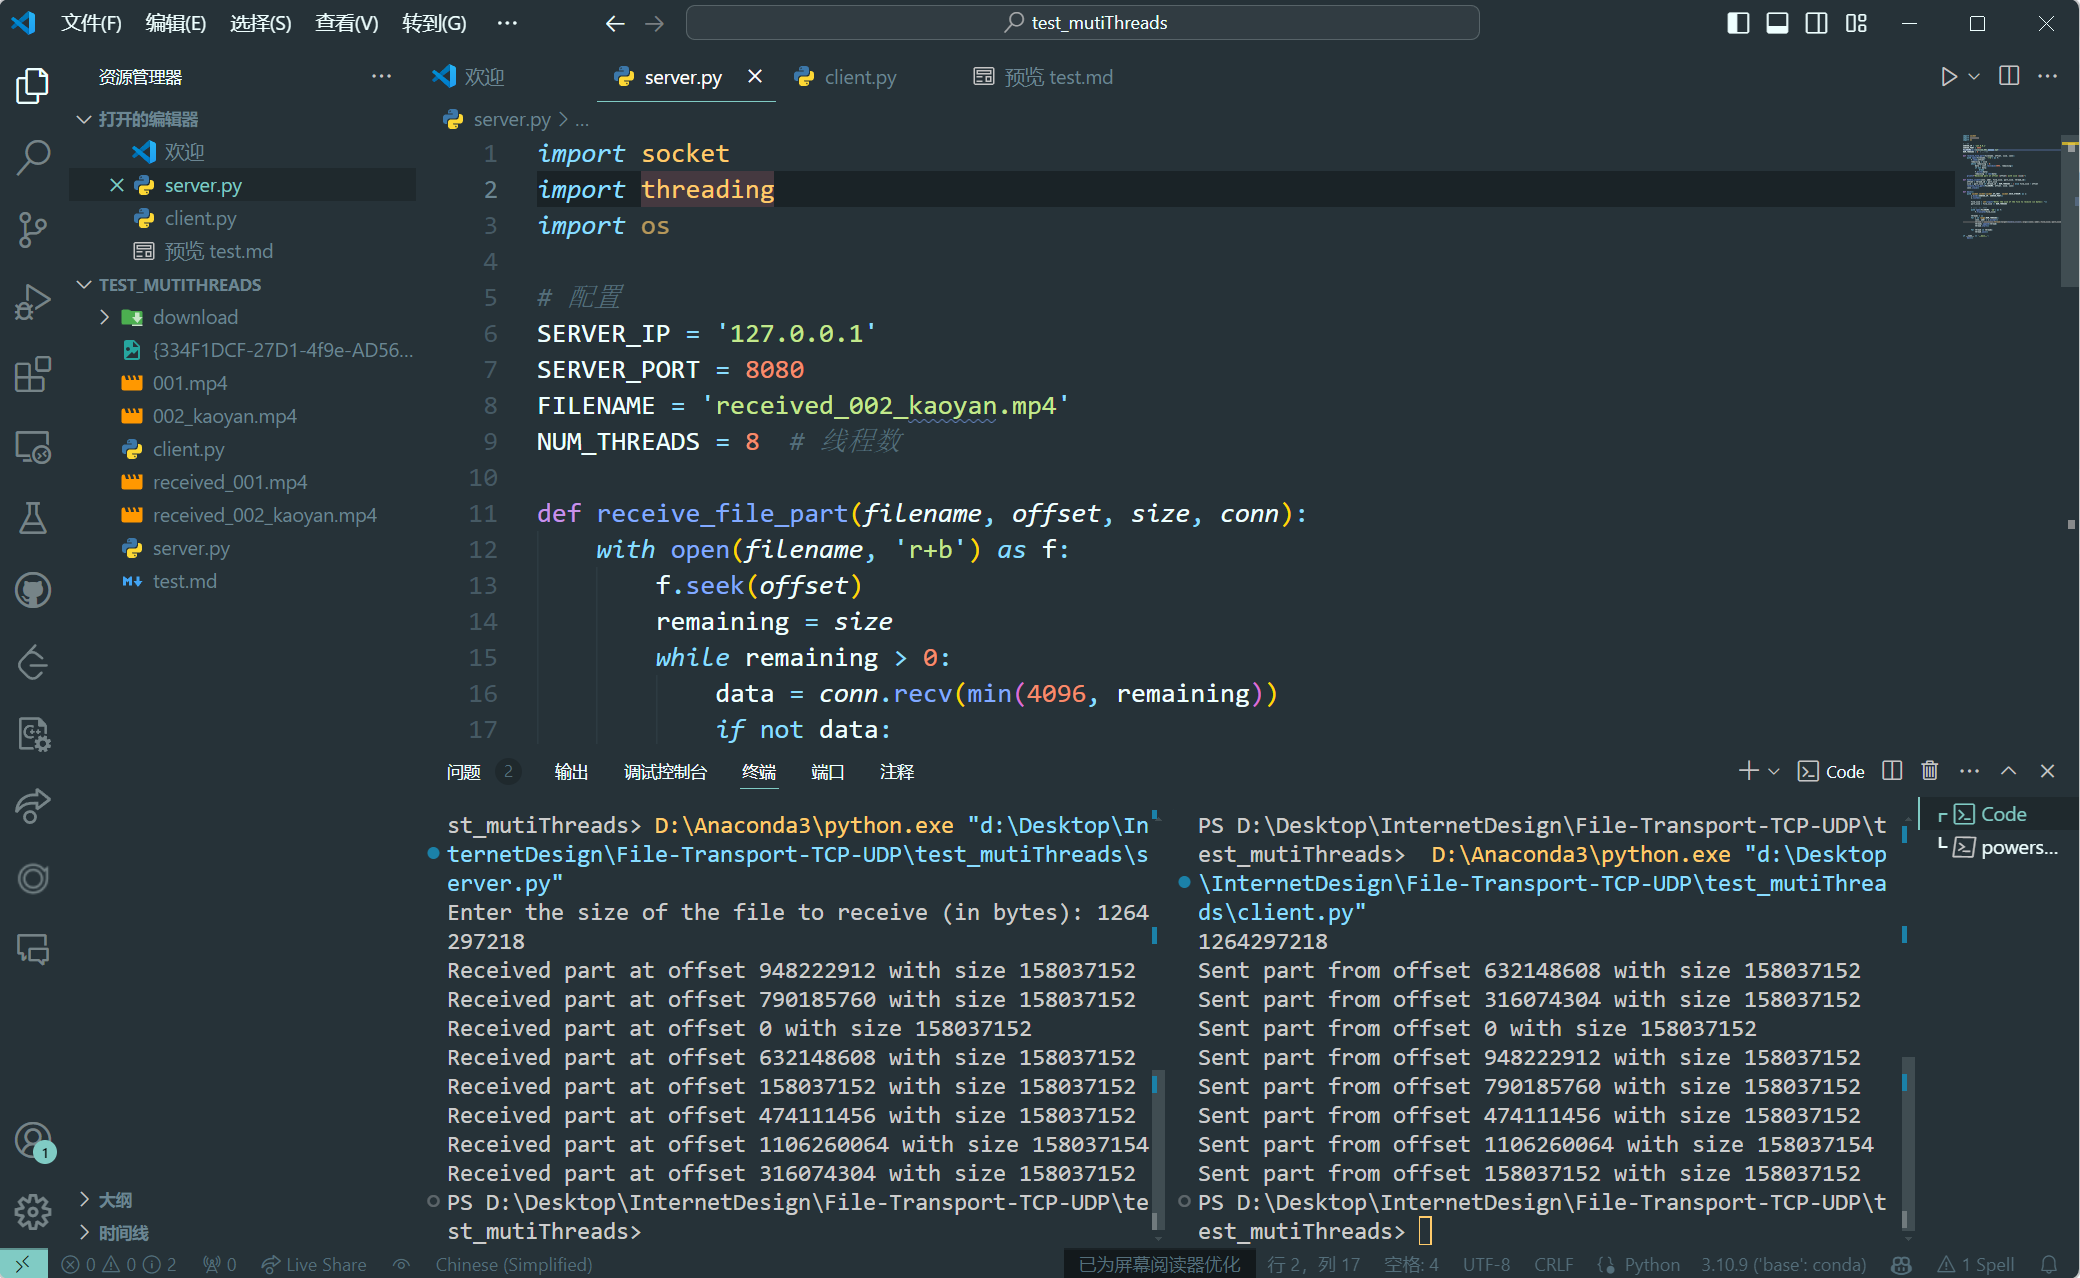 文件(F) 编辑(E) 选择(S) 查看(V) 转到(G) ··· test_mutiThreads
资源管理器 ···
欢迎 server.py client.py 预览 test.md
打开的编辑器
欢迎
server.py
client.py
预览 test.md
TEST_MUTITHREADS
download
{334F1DCF-27D1-4f9e-AD56...
001.mp4
002_kaoyan.mp4
client.py
received_001.mp4
received_002_kaoyan.mp4
server.py
test.md
大纲
时间线
1
server.py > ...
1 import socket
2 import threading
3 import os
4
5 # 配置
6 SERVER_IP = '127.0.0.1'
7 SERVER_PORT = 8080
8 FILENAME = 'received_002_kaoyan.mp4'
9 NUM_THREADS = 8 # 线程数
10
11 def receive_file_part(filename, offset, size, conn):
12 with open(filename, 'r+b') as f:
13 f.seek(offset)
14 remaining = size
15 while remaining > 0:
16 data = conn.recv(min(4096, remaining))
17 if not data:
问题 2 输出 调试控制台 终端 端口 注释 Code
st_mutiThreads> D:\Anaconda3\python.exe "d:\Desktop\In
ternetDesign\File-Transport-TCP-UDP\test_mutiThreads\s
erver.py"
Enter the size of the file to receive (in bytes): 1264
297218
Received part at offset 948222912 with size 158037152
Received part at offset 790185760 with size 158037152
Received part at offset 0 with size 158037152
Received part at offset 632148608 with size 158037152
Received part at offset 158037152 with size 158037152
Received part at offset 474111456 with size 158037152
Received part at offset 1106260064 with size 158037154
Received part at offset 316074304 with size 158037152
PS D:\Desktop\InternetDesign\File-Transport-TCP-UDP\te
st_mutiThreads>
PS D:\Desktop\InternetDesign\File-Transport-TCP-UDP\t
est_mutiThreads> D:\Anaconda3\python.exe "d:\Desktop
\InternetDesign\File-Transport-TCP-UDP\test_mutiThrea
ds\client.py"
1264297218
Sent part from offset 632148608 with size 158037152
Sent part from offset 316074304 with size 158037152
Sent part from offset 0 with size 158037152
Sent part from offset 948222912 with size 158037152
Sent part from offset 790185760 with size 158037152
Sent part from offset 474111456 with size 158037152
Sent part from offset 1106260064 with size 158037154
Sent part from offset 158037152 with size 158037152
PS D:\Desktop\InternetDesign\File-Transport-TCP-UDP\t
est_mutiThreads>
Code
powers...
0 0 2 0 Live Share Chinese (Simplified) 已为屏幕阅读器优化 行 2，列 17 空格: 4 UTF-8 CRLF Python 3.10.9 ('base': conda) 1 Spell